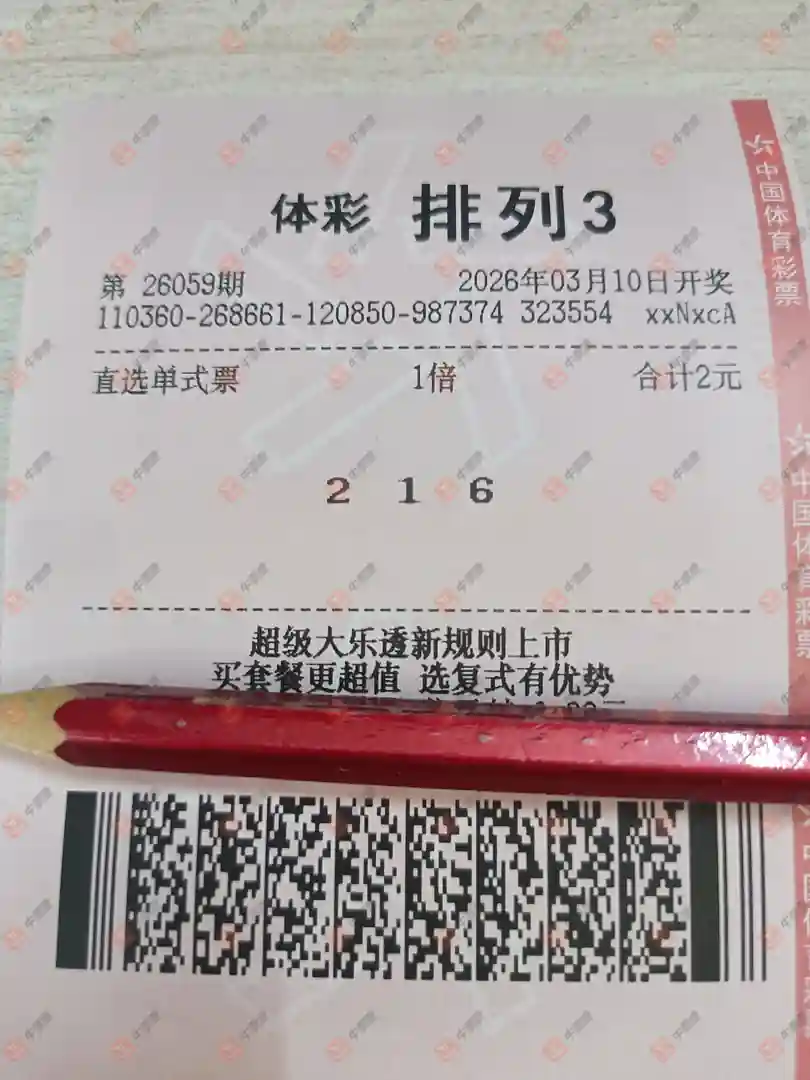 体彩 排列3
第 26059期 2026年03月10日开奖
110360-268661-120850-987374 323554 xxNxcA
直选单式票 1倍 合计2元
2 1 6
超级大乐透新规则上市
买套餐更超值 选复式有优势
中国体育彩票
中国体育彩票